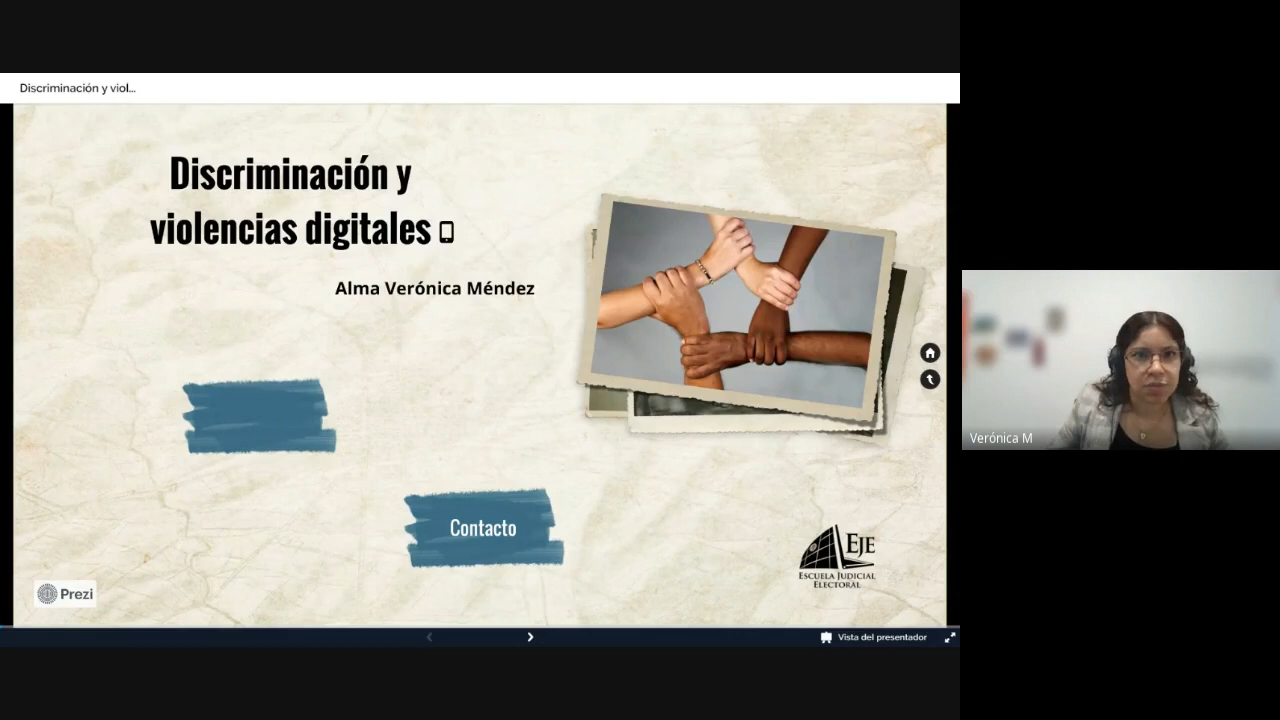 Discriminación y viol...
Discriminación y
violencias digitales
Alma Verónica Méndez
Contacto
EJE
ESCUELA JUDICIAL
ELECTORAL
Prezi
Vista del presentador
Verónica M